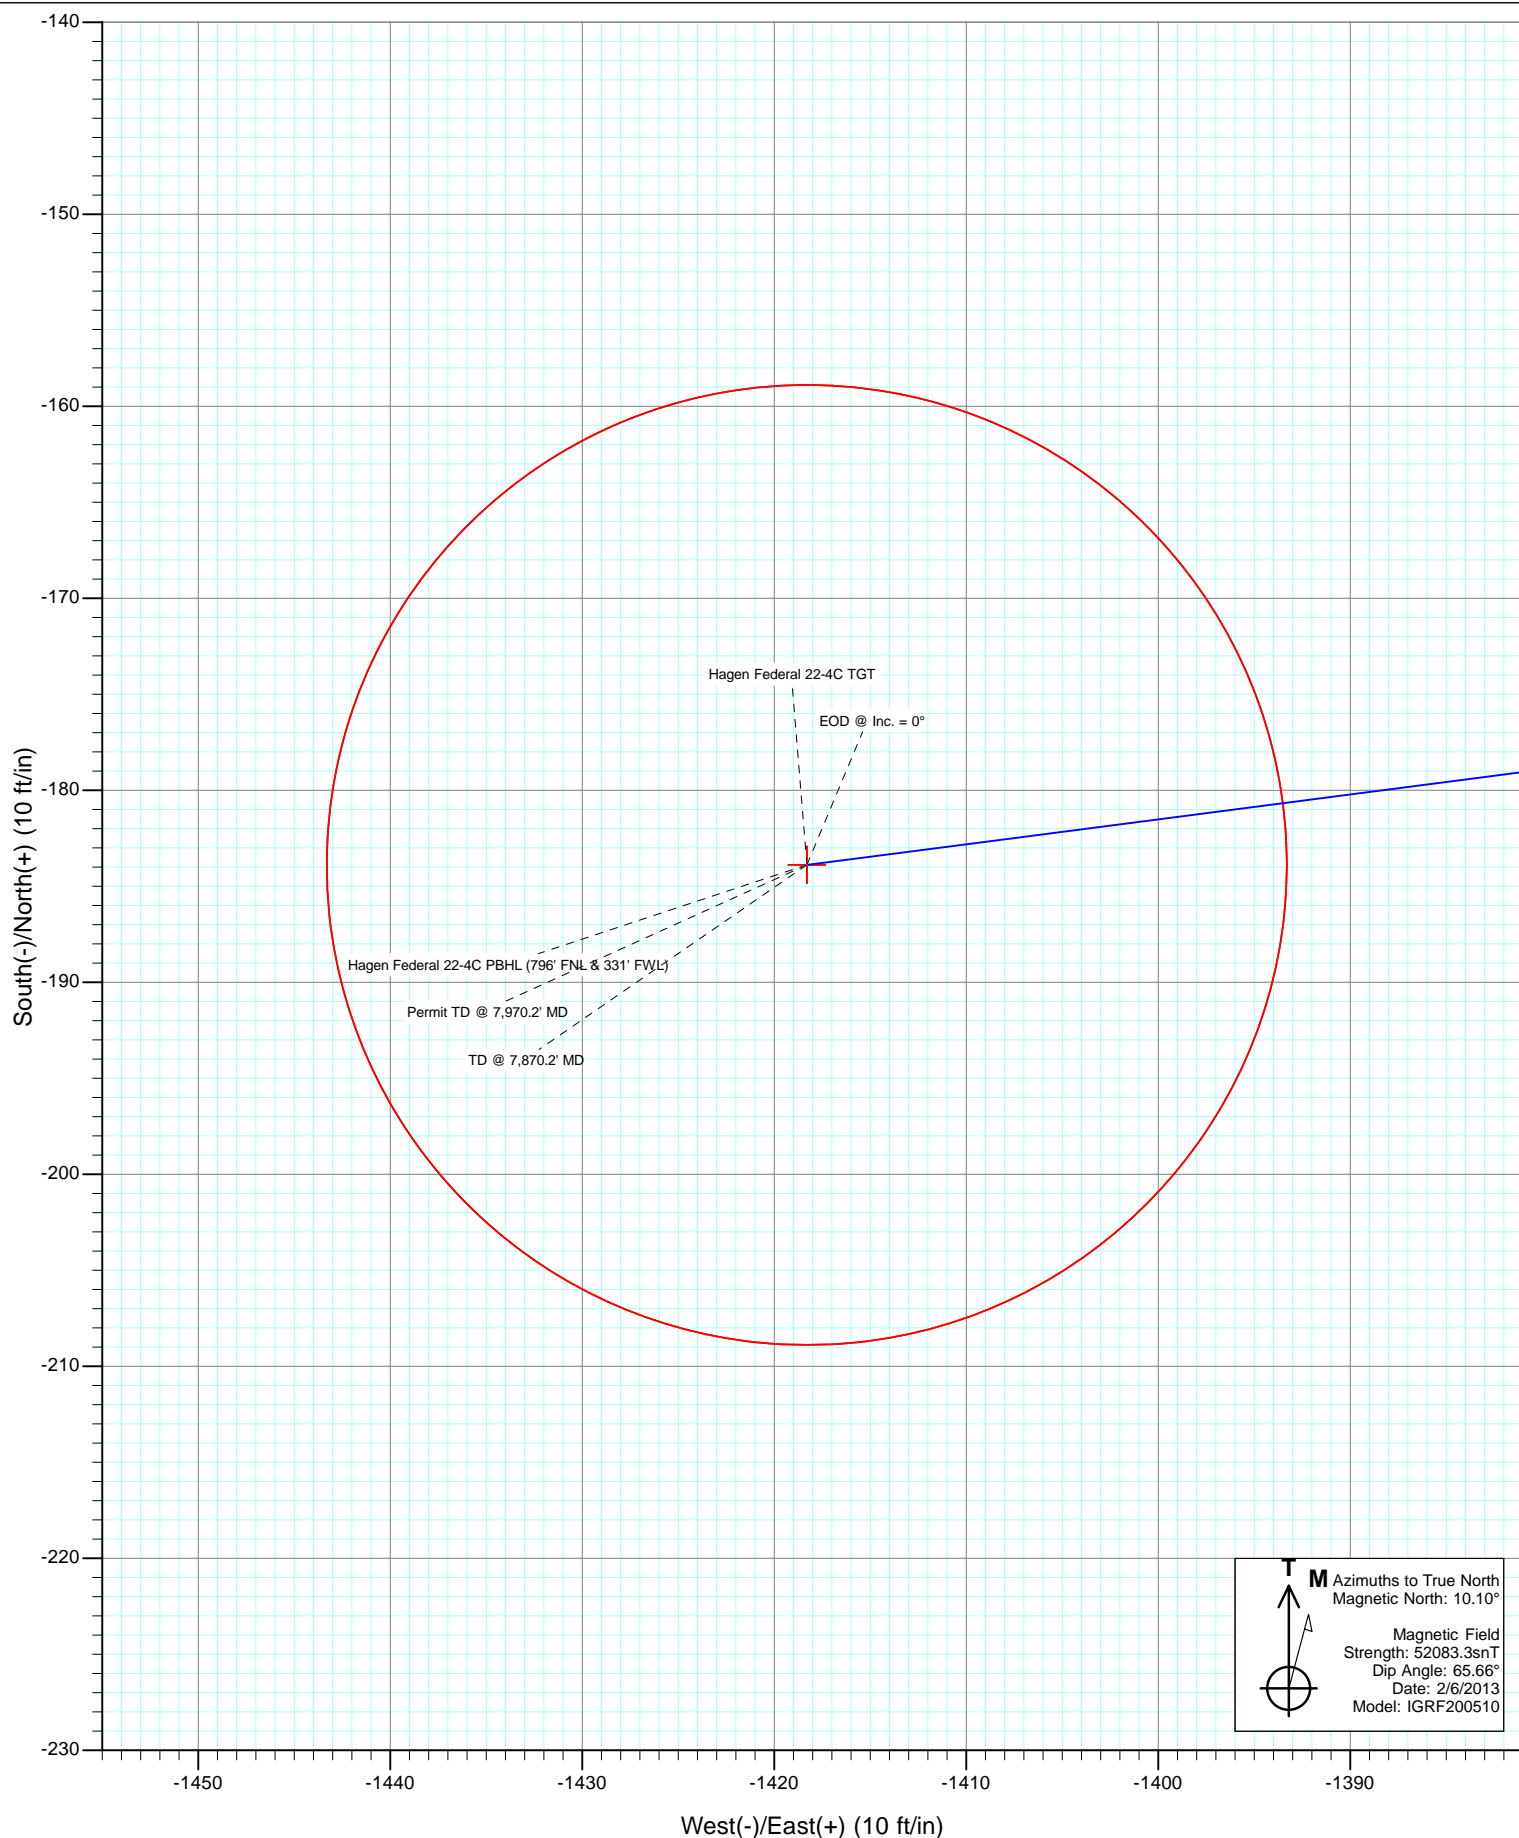 -140
-150
-160
-170
-180
-190
-200
-210
-220
-230
South(-)/North(+) (10 ft/in)
Hagen Federal 22-4C TGT
EOD @ Inc. = 0°
Hagen Federal 22-4C PBHL (796' FNL & 331' FWL)
Permit TD @ 7,970.2' MD
TD @ 7,870.2' MD
T
M
Azimuths to True North
Magnetic North: 10.10°
Magnetic Field
Strength: 52083.3snT
Dip Angle: 65.66°
Date: 2/6/2013
Model: IGRF200510
-1450
-1440
-1430
-1420
-1410
-1400
-1390
West(-)/East(+) (10 ft/in)